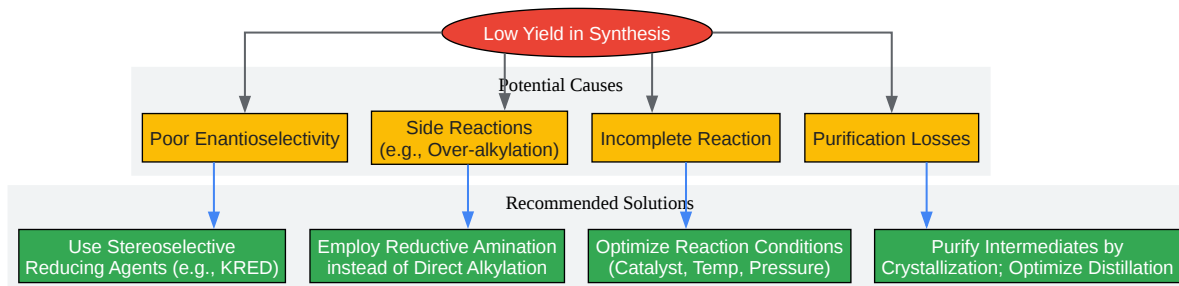 Low Yield in Synthesis
Potential Causes
Poor Enantioselectivity
Side Reactions
(e.g., Over-alkylation)
Incomplete Reaction
Purification Losses
Recommended Solutions
Use Stereoselective
Reducing Agents (e.g., KRED)
Employ Reductive Amination
instead of Direct Alkylation
Optimize Reaction Conditions
(Catalyst, Temp, Pressure)
Purify Intermediates by
Crystallization; Optimize Distillation